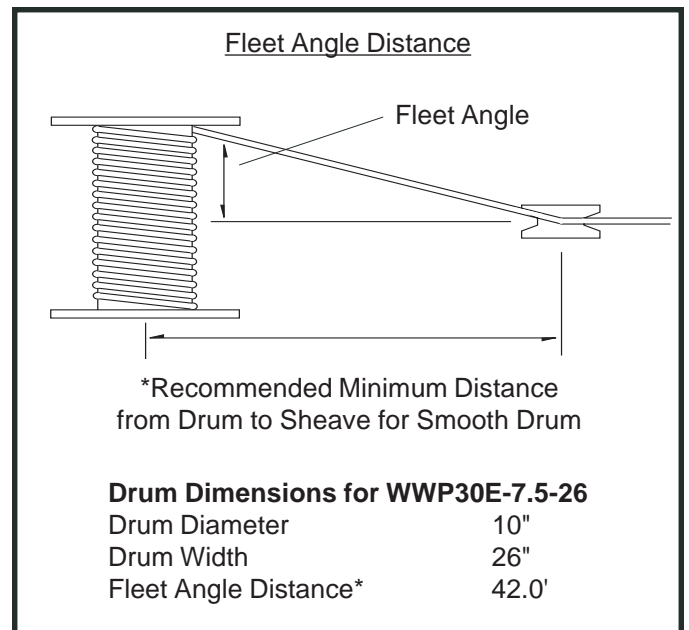 Fleet Angle Distance
Fleet Angle
*Recommended Minimum Distance
from Drum to Sheave for Smooth Drum
Drum Dimensions for WWP30E-7.5-26
Drum Diameter 10"
Drum Width 26"
Fleet Angle Distance* 42.0'